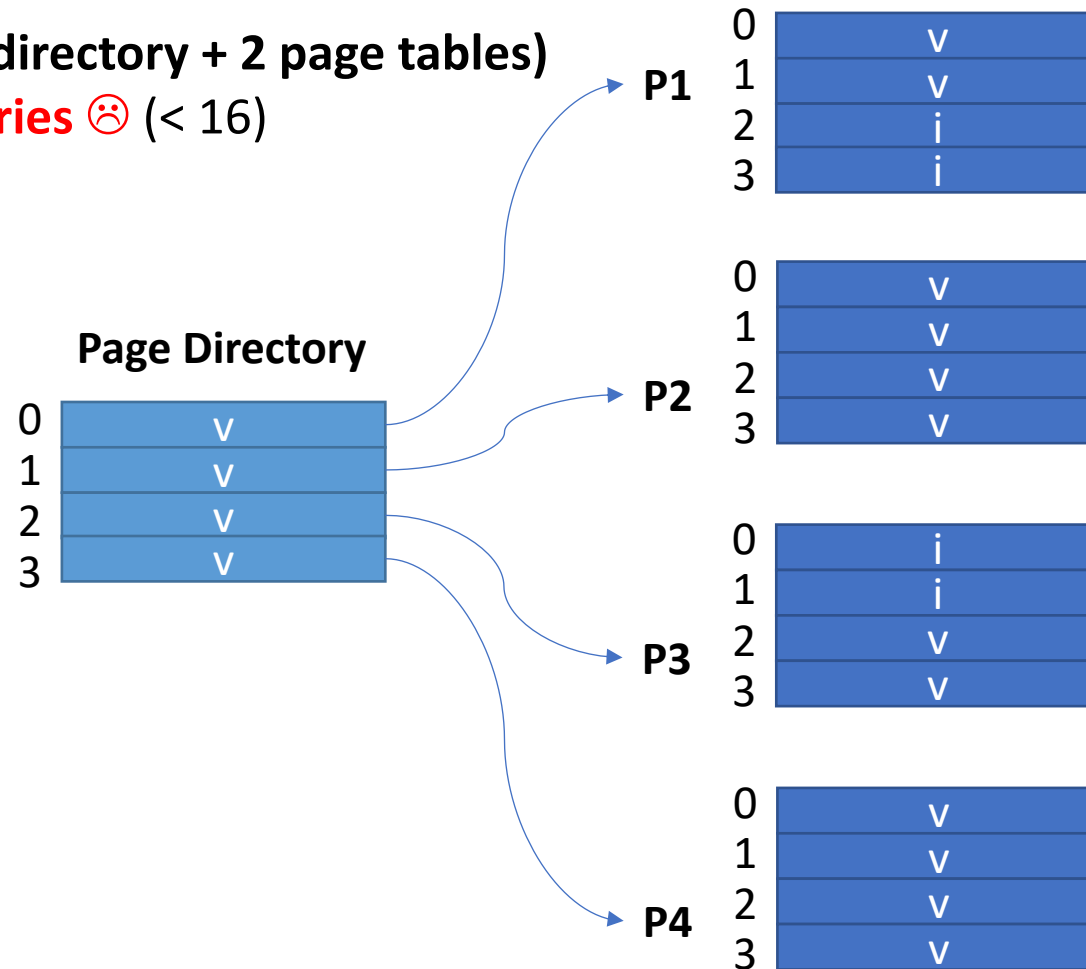 directory + 2 page tables)
ries ☹ (< 16)
Page Directory
0 v
1 v
2 v
3 v
P1
0 v
1 v
2 i
3 i
P2
0 v
1 v
2 v
3 v
P3
0 i
1 i
2 v
3 v
P4
0 v
1 v
2 v
3 v